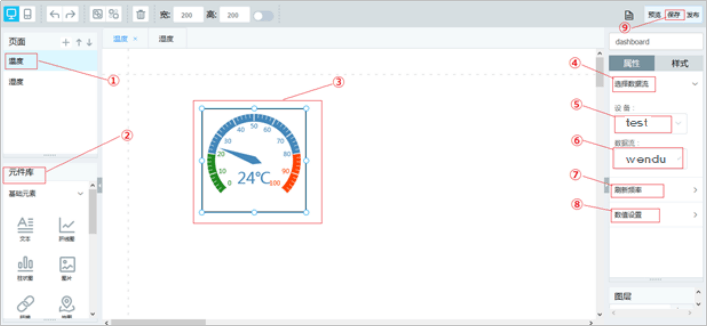 宽: 200 高: 200
⑨ 预览 保存 发布
页面
温度
湿度
①
②
元件库
基础元素
文本
折线图
柱状图
图片
链接
地图
温度 × 湿度
③
0 10 20 30 40 50 60 70 80 90 100
24℃
dashboard
属性 样式
④ 选择数据流
设备:
⑤ test
数据流:
⑥ wendu
⑦ 刷新频率
⑧ 数值设置
图层